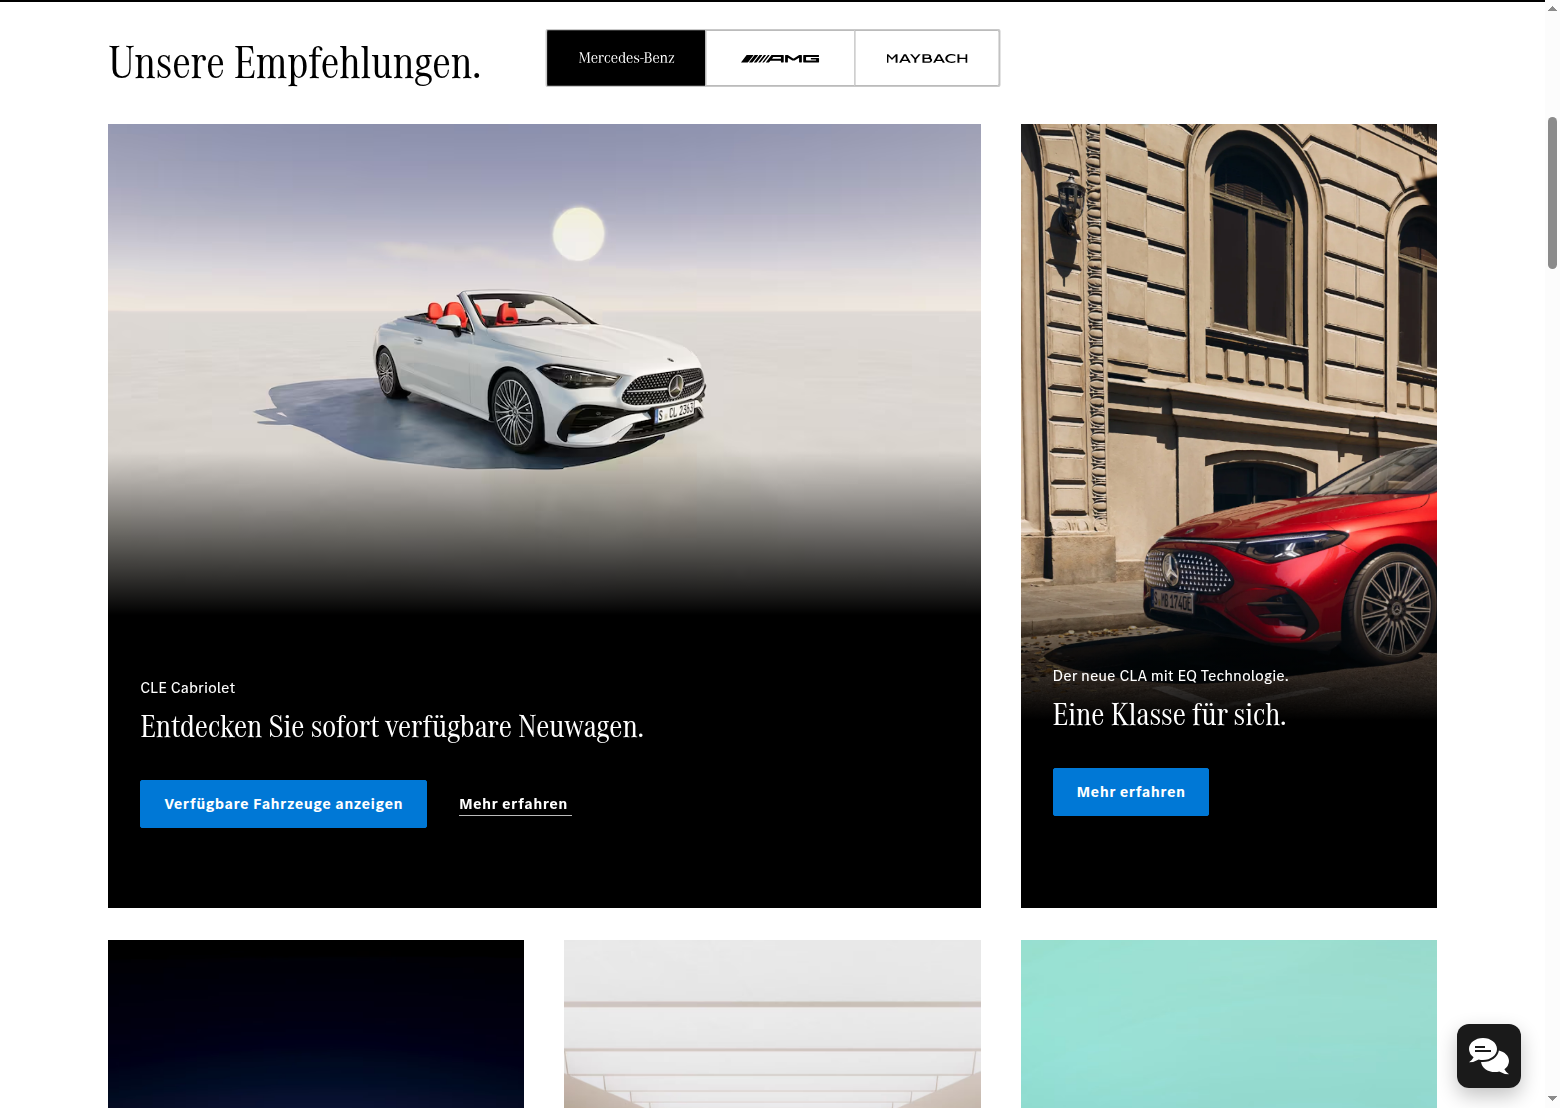 Unsere Empfehlungen.
Mercedes-Benz
AMG
MAYBACH
S CL 2363
S MB 1740E
CLE Cabriolet
Entdecken Sie sofort verfügbare Neuwagen.
Verfügbare Fahrzeuge anzeigen
Mehr erfahren
Der neue CLA mit EQ Technologie.
Eine Klasse für sich.
Mehr erfahren